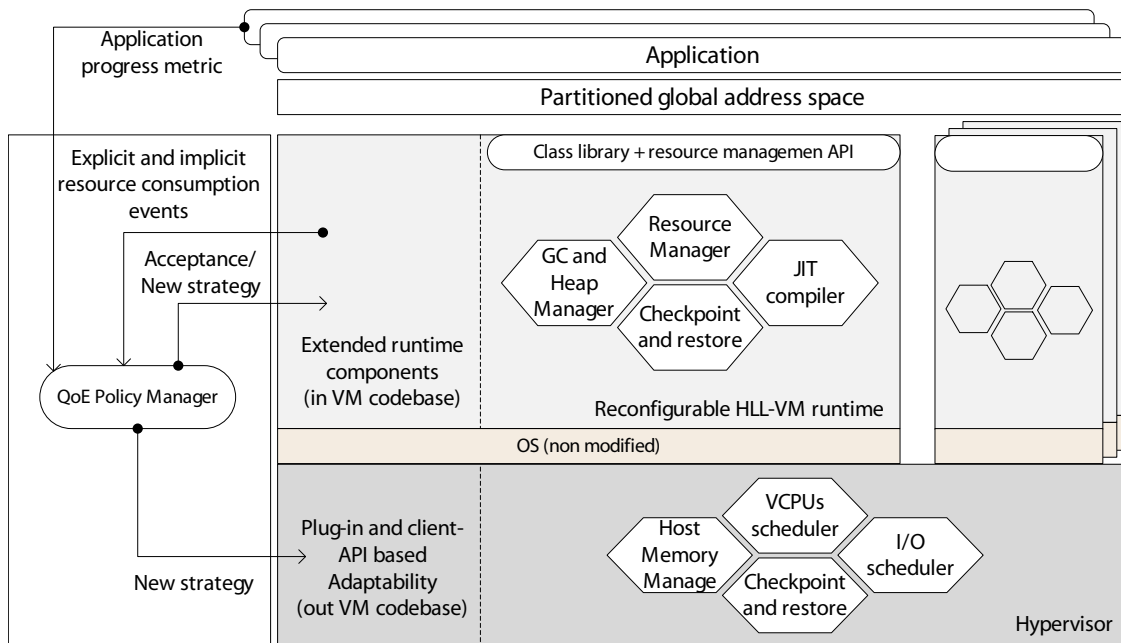 Application
progress metric
Application
Partitioned global address space
Explicit and implicit
resource consumption
events
Class library + resource managemen API
Acceptance/
New strategy
Resource
Manager
GC and
Heap
Manager
JIT
compiler
Checkpoint
and restore
Extended runtime
components
(in VM codebase)
QoE Policy Manager
Reconfigurable HLL-VM runtime
OS (non modified)
Plug-in and client-
API based
Adaptability
(out VM codebase)
New strategy
VCPUs
scheduler
Host
Memory
Manage
I/O
scheduler
Checkpoint
and restore
Hypervisor